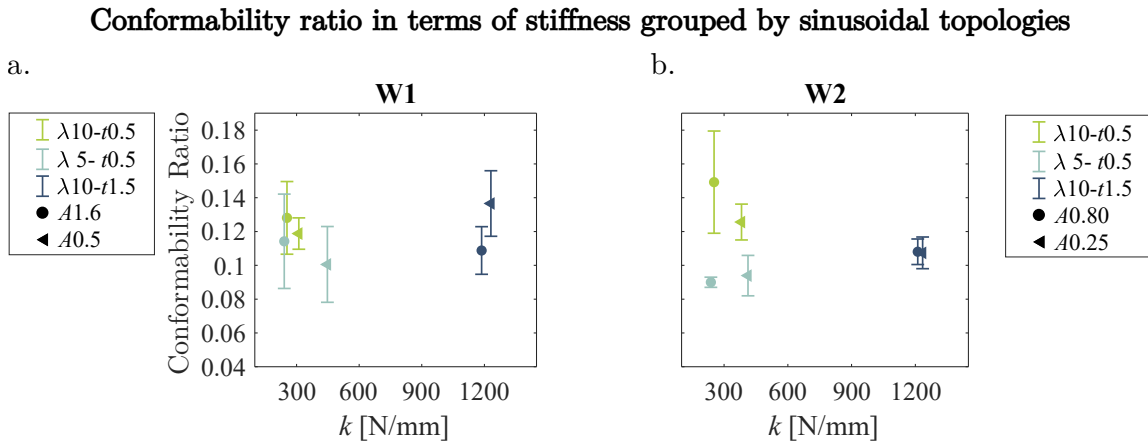 Conformability ratio in terms of stiffness grouped by sinusoidal topologies
a.
W1
λ10-t0.5
λ 5- t0.5
λ10-t1.5
A1.6
A0.5
Conformability Ratio
0.18
0.16
0.14
0.12
0.1
0.08
0.06
0.04
300 600 900 1200
k [N/mm]
b.
W2
300 600 900 1200
k [N/mm]
λ10-t0.5
λ 5- t0.5
λ10-t1.5
A0.80
A0.25